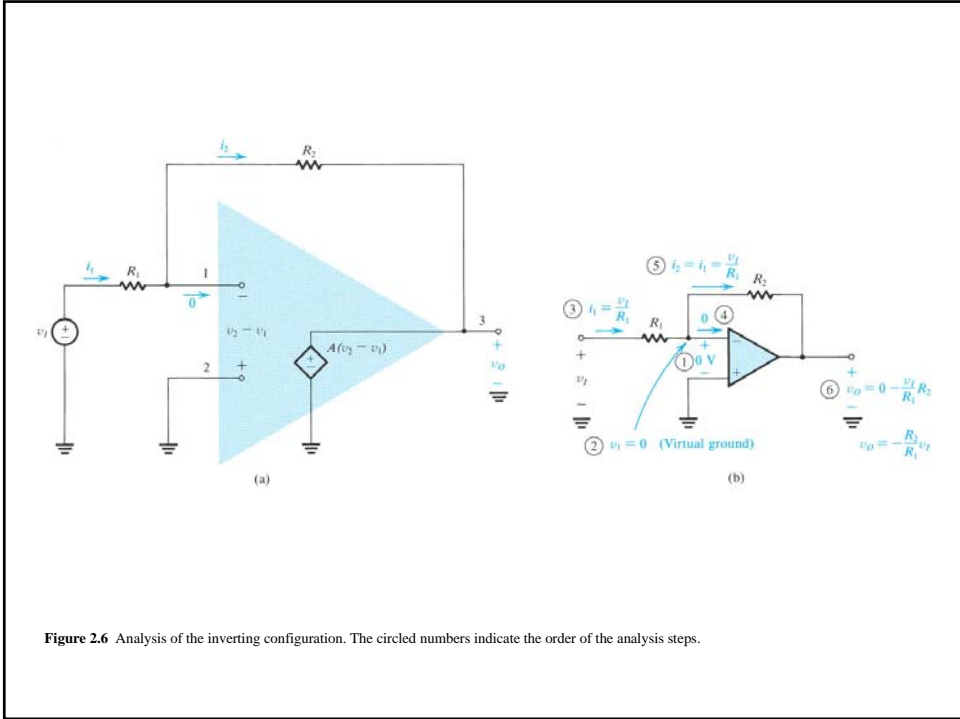 i₂
R₂
i₁
R₁
1
0
−
v_I
+
−
v₂ − v₁
2
+
A(v₂ − v₁)
+
−
3
+
v_O
−
(a)
⑤ i₂ = i₁ = v_I/R₁
R₂
③ i₁ = v_I/R₁
R₁
0 ④
+
v_I
−
+
① 0 V
−
−
+
+
⑥ v_O = 0 − v_I/R₁ R₂
−
v_O = −R₂/R₁ v_I
② v₁ = 0 (Virtual ground)
(b)
Figure 2.6 Analysis of the inverting configuration. The circled numbers indicate the order of the analysis steps.